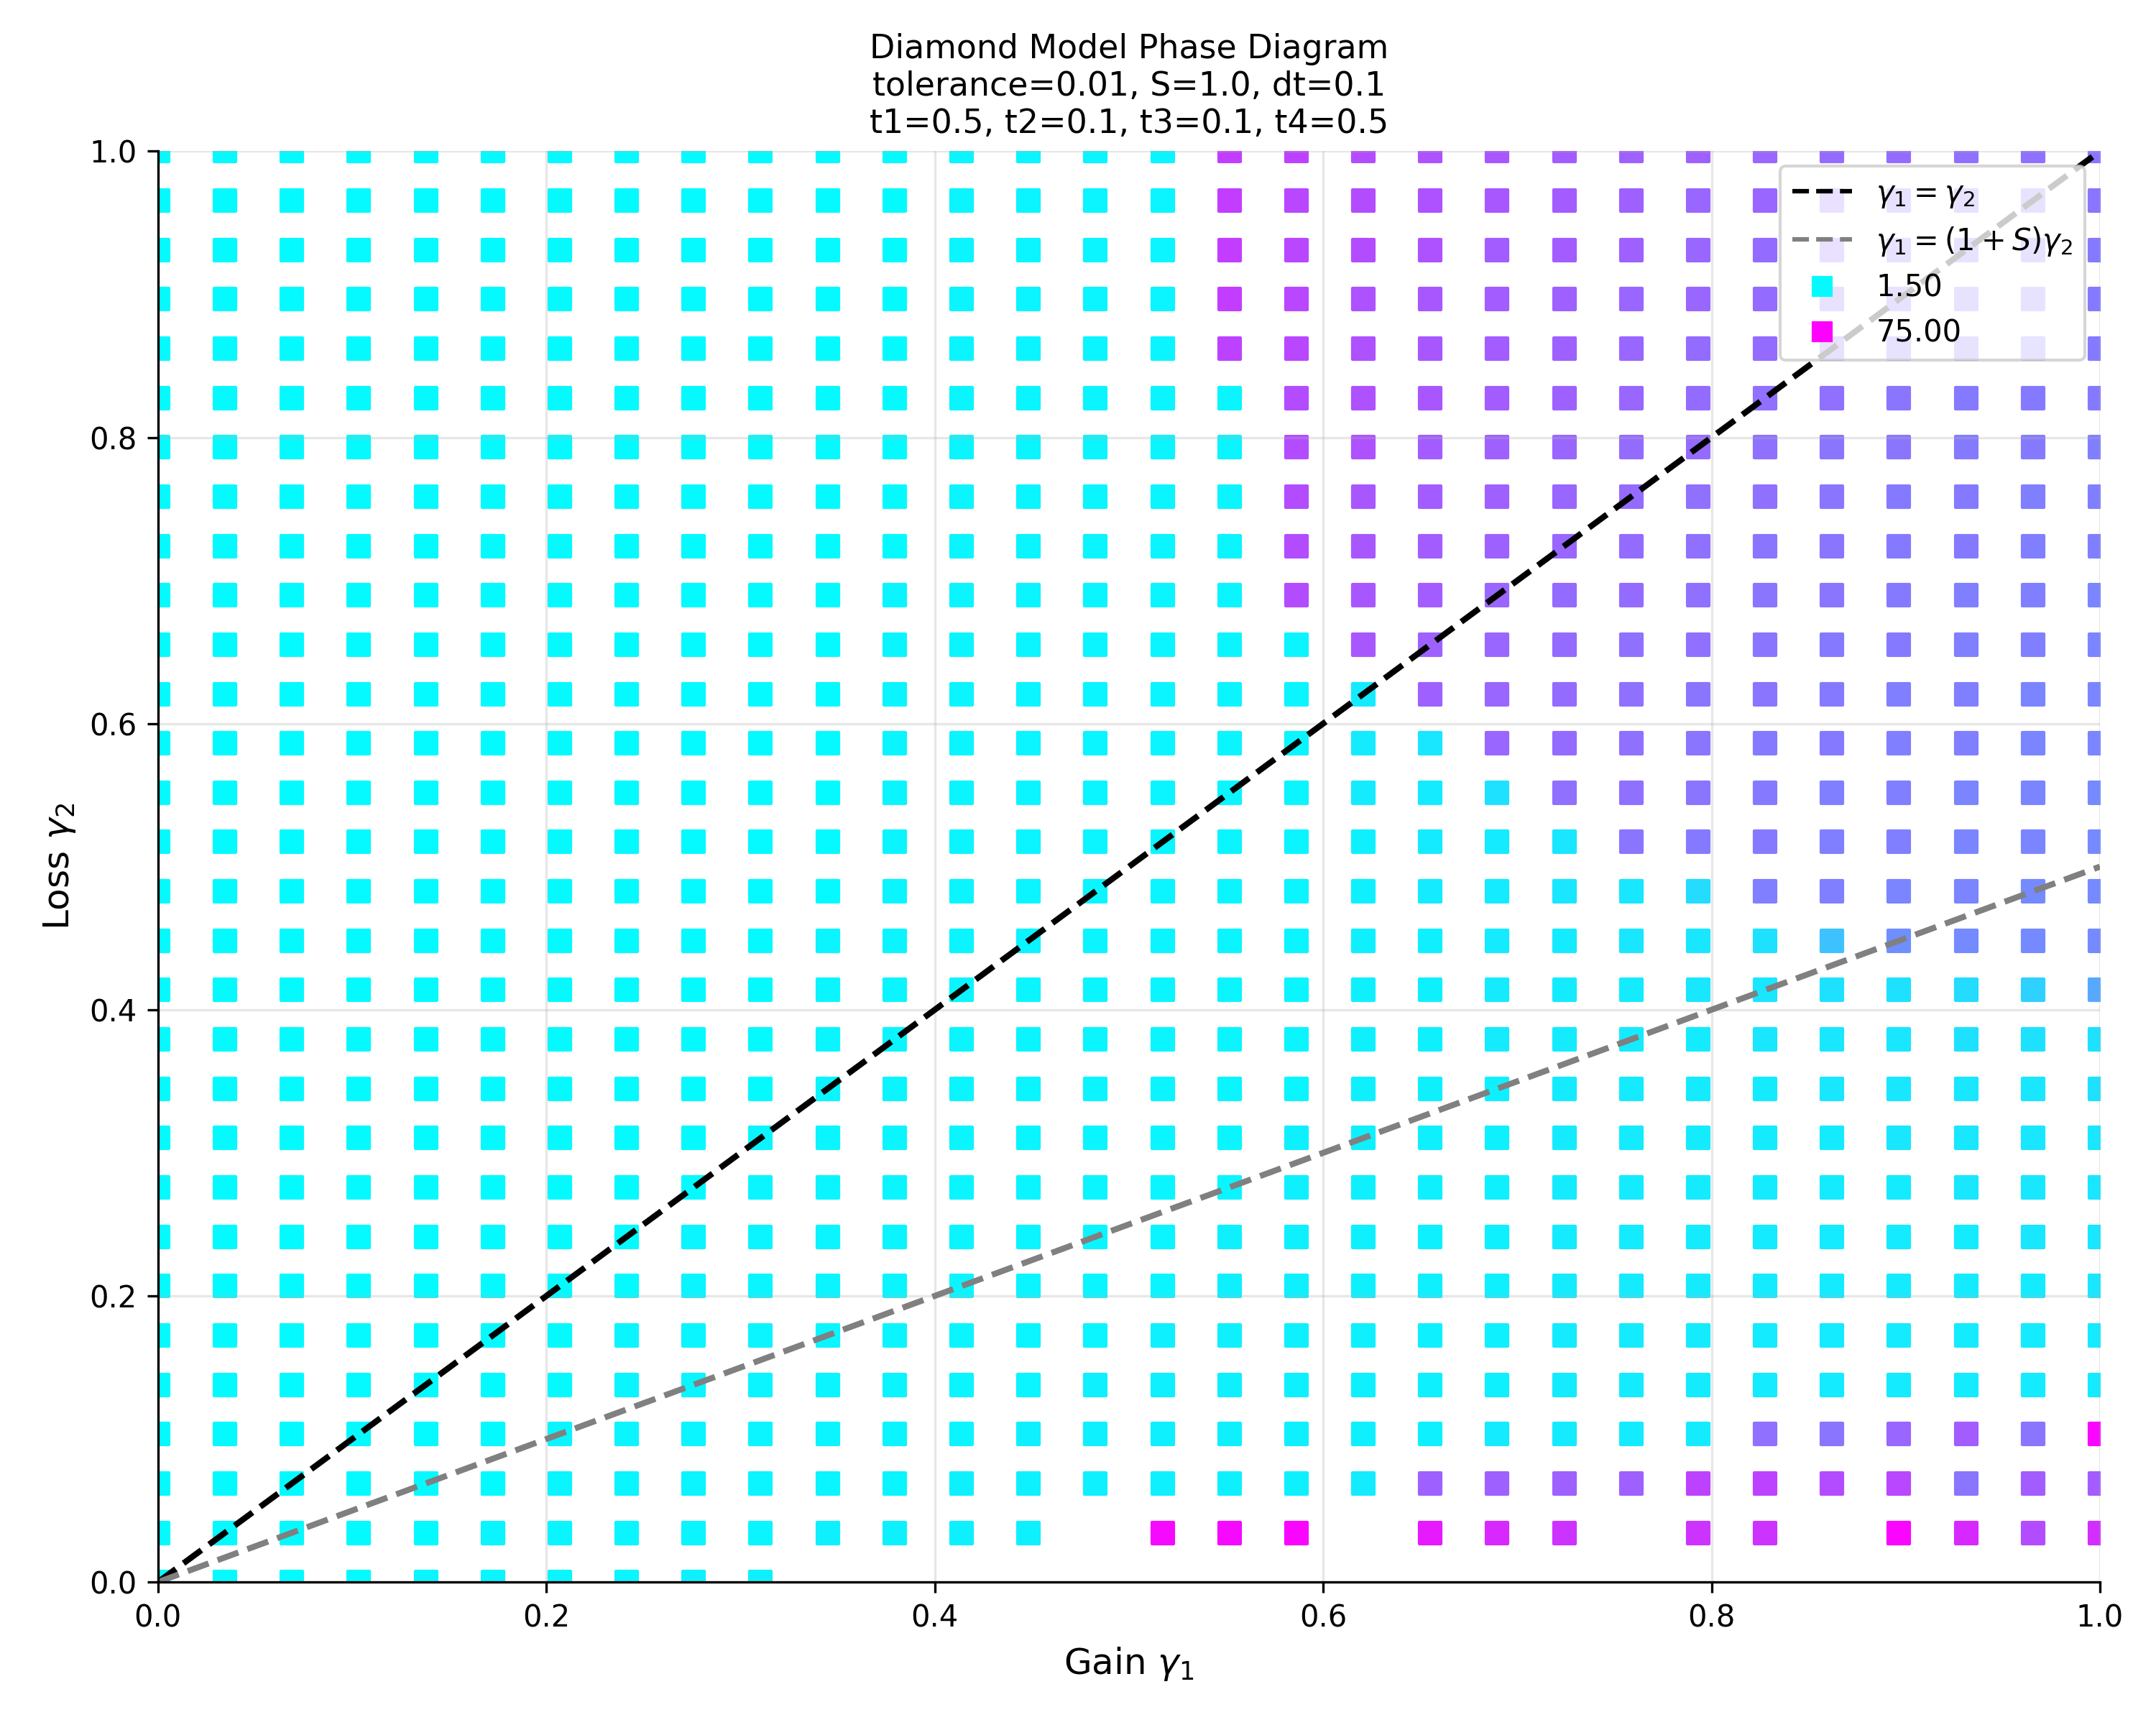 Diamond Model Phase Diagram
tolerance=0.01, S=1.0, dt=0.1
t1=0.5, t2=0.1, t3=0.1, t4=0.5
γ₁ = γ₂
γ₁ = (1 + S)γ₂
1.50
75.00
Loss γ₂
1.0
0.8
0.6
0.4
0.2
0.0
0.0 0.2 0.4 0.6 0.8 1.0
Gain γ₁